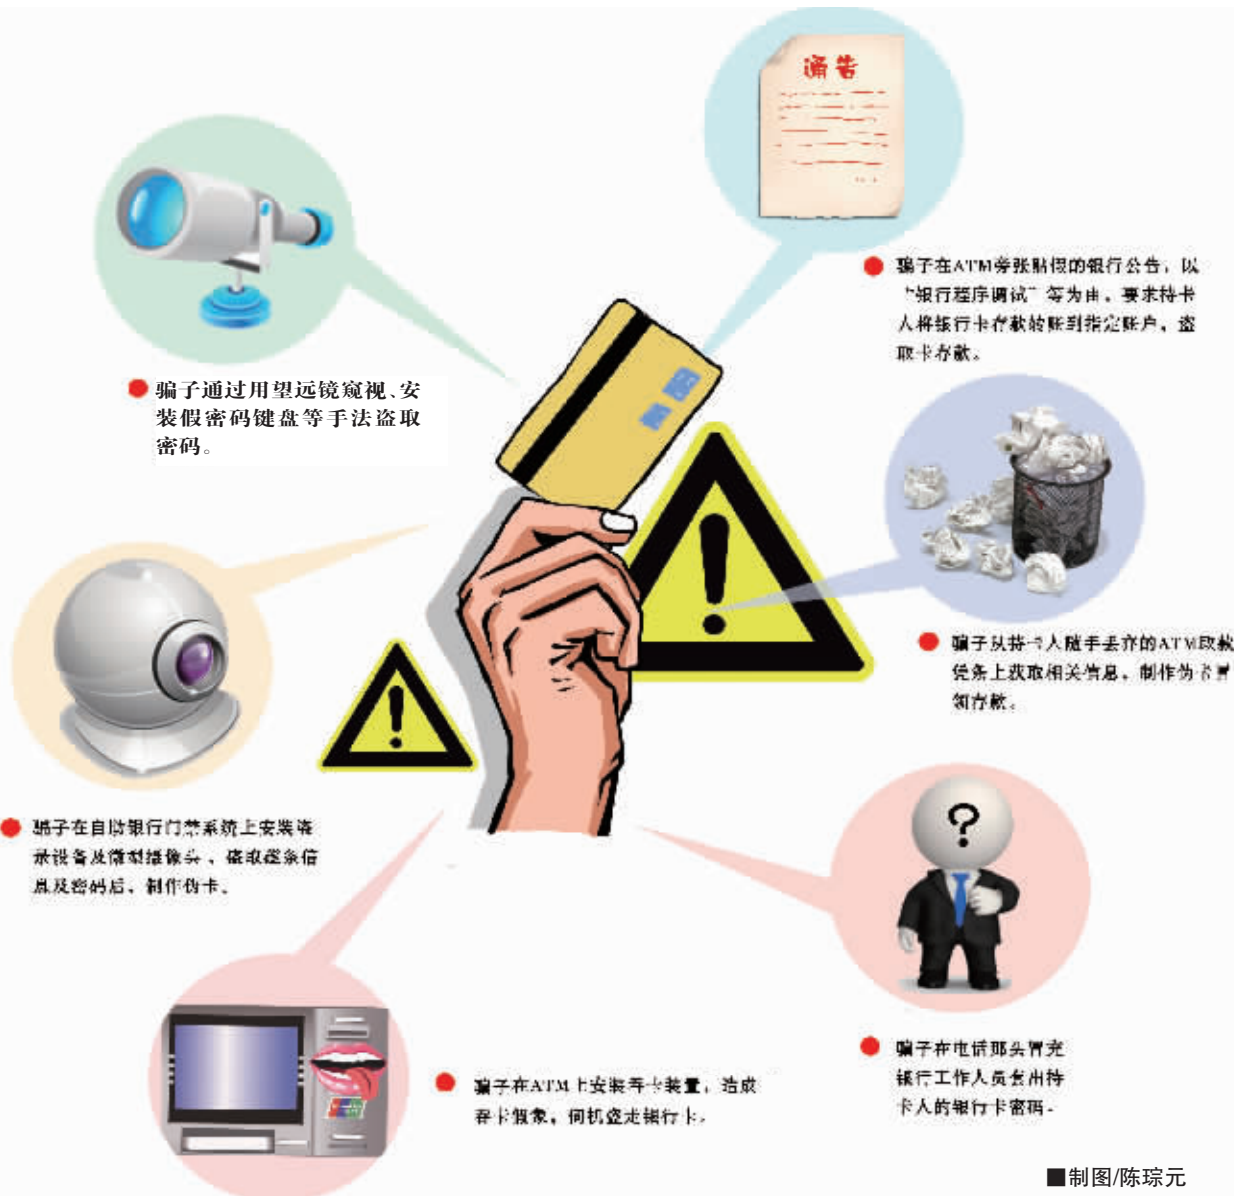 通告
骗子在ATM旁张贴假的银行公告，以
“银行程序调试”等为由，要求持卡
人将银行卡存款转账到指定账户，盗
取卡存款。
骗子通过用望远镜窥视、安
装假密码键盘等手法盗取
密码。
骗子从持卡人随手丢弃的ATM取款
凭条上获取相关信息，制作伪卡冒
领存款。
骗子在自助银行门禁系统上安装盗
录设备及微型摄像头，盗取磁条信
息及密码后，制作伪卡。
骗子在电话那头冒充
银行工作人员套出持
卡人的银行卡密码。
骗子在ATM上安装吞卡装置，造成
吞卡假象，伺机盗走银行卡。
■制图/陈琮元